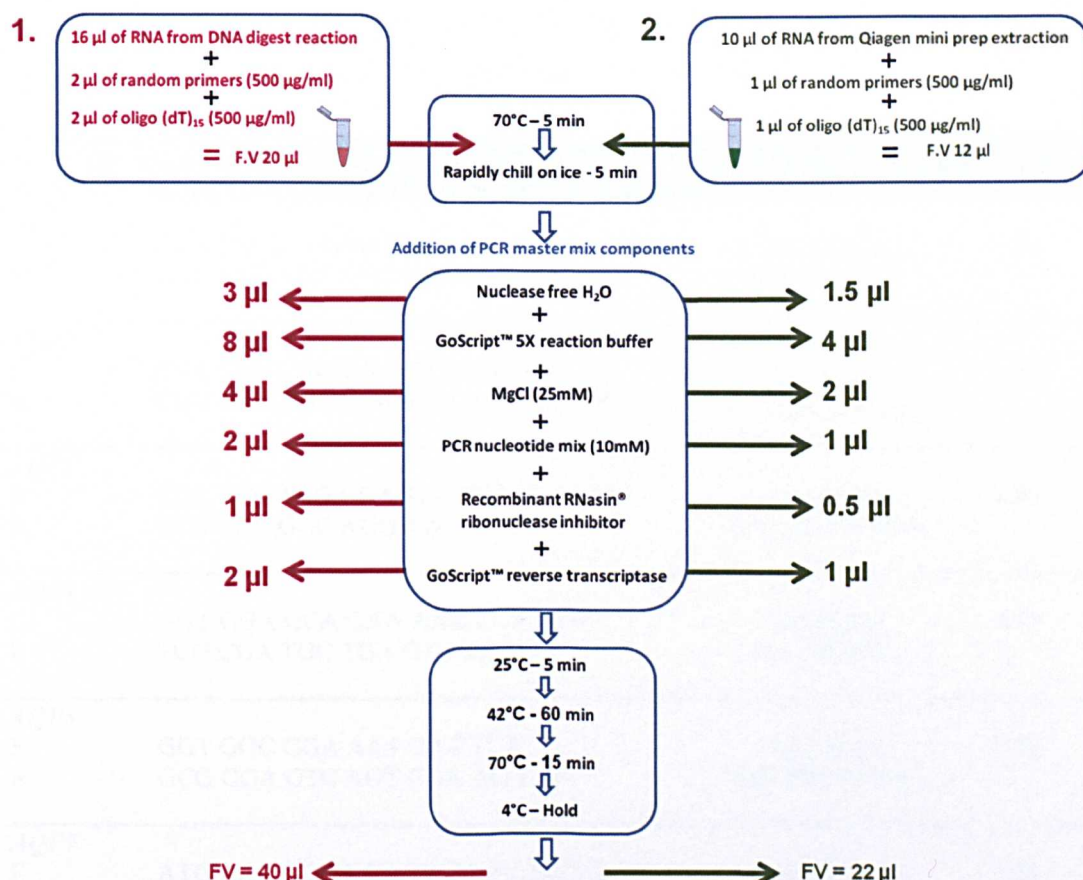 1.
16 µl of RNA from DNA digest reaction
+
2 µl of random primers (500 µg/ml)
+
2 µl of oligo (dT)₁₅ (500 µg/ml)
= F.V 20 µl
2.
10 µl of RNA from Qiagen mini prep extraction
+
1 µl of random primers (500 µg/ml)
+
1 µl of oligo (dT)₁₅ (500 µg/ml)
= F.V 12 µl
70°C – 5 min
Rapidly chill on ice - 5 min
Addition of PCR master mix components
3 µl Nuclease free H₂O 1.5 µl
+
8 µl GoScript™ 5X reaction buffer 4 µl
+
4 µl MgCl (25mM) 2 µl
+
2 µl PCR nucleotide mix (10mM) 1 µl
+
1 µl Recombinant RNasin® 0.5 µl
ribonuclease inhibitor
+
2 µl GoScript™ reverse transcriptase 1 µl
25°C – 5 min
42°C - 60 min
70°C - 15 min
4°C – Hold
FV = 40 µl FV = 22 µl